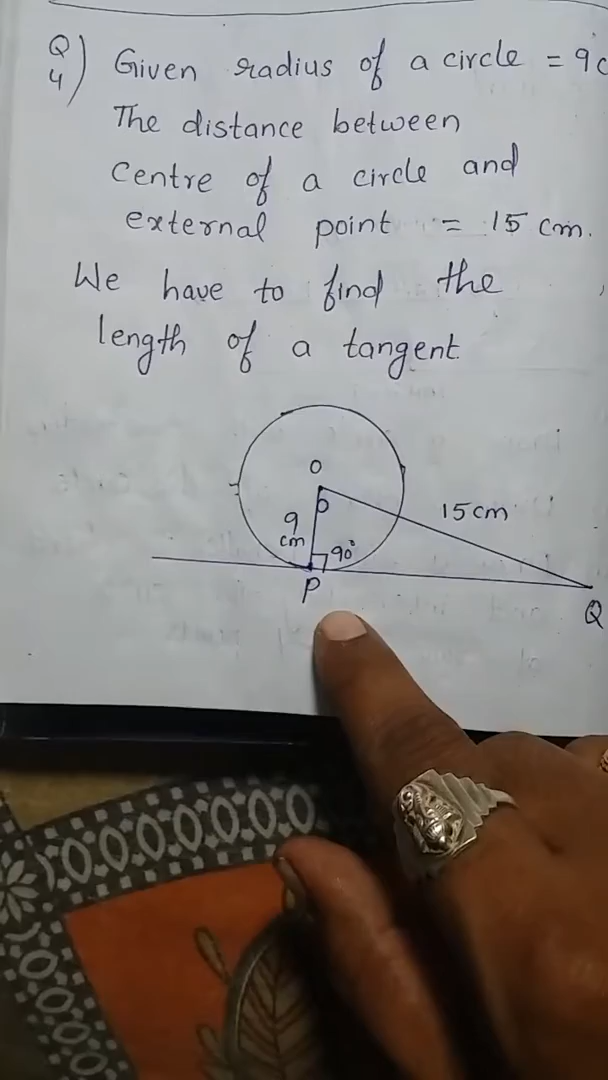 Q
4) Given radius of a circle = 9c
The distance between
centre of a circle and
external point = 15 cm.
We have to find the
length of a tangent.
O
9
cm
90°
15cm
P
Q